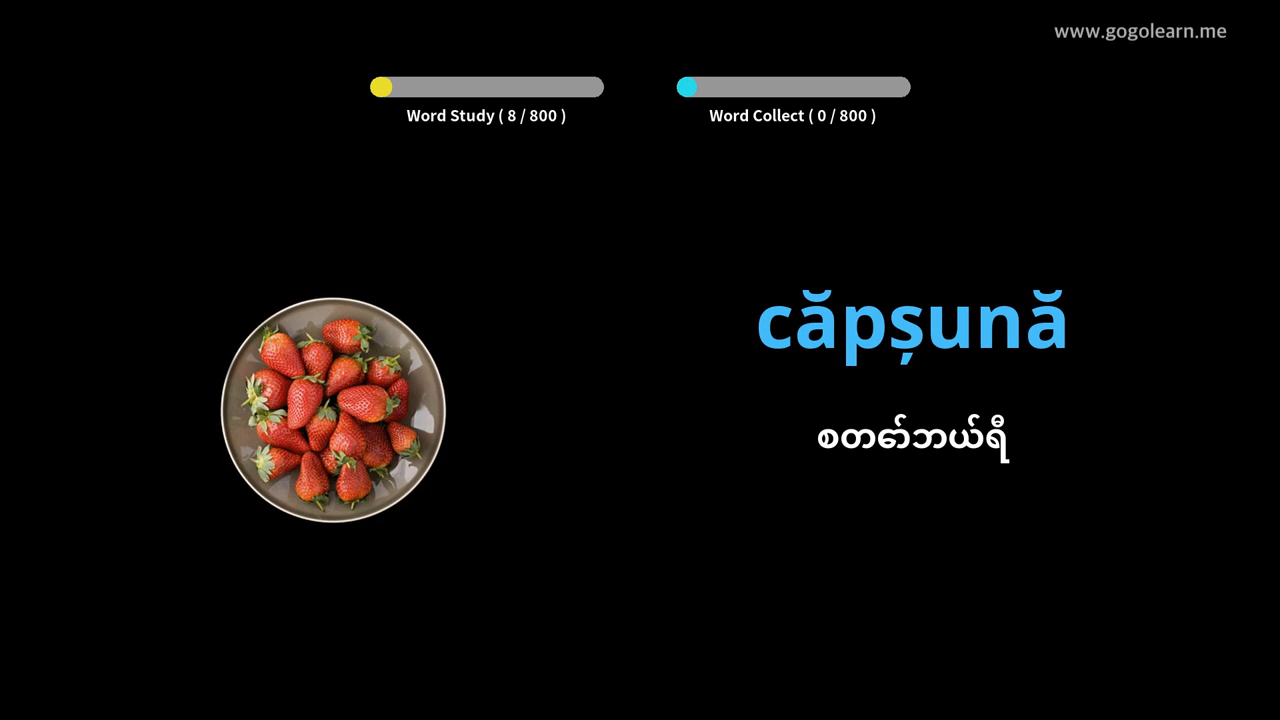 www.gogolearn.me
Word Study ( 8 / 800 )
Word Collect ( 0 / 800 )
căpșună
စတော်ဘယ်ရီ